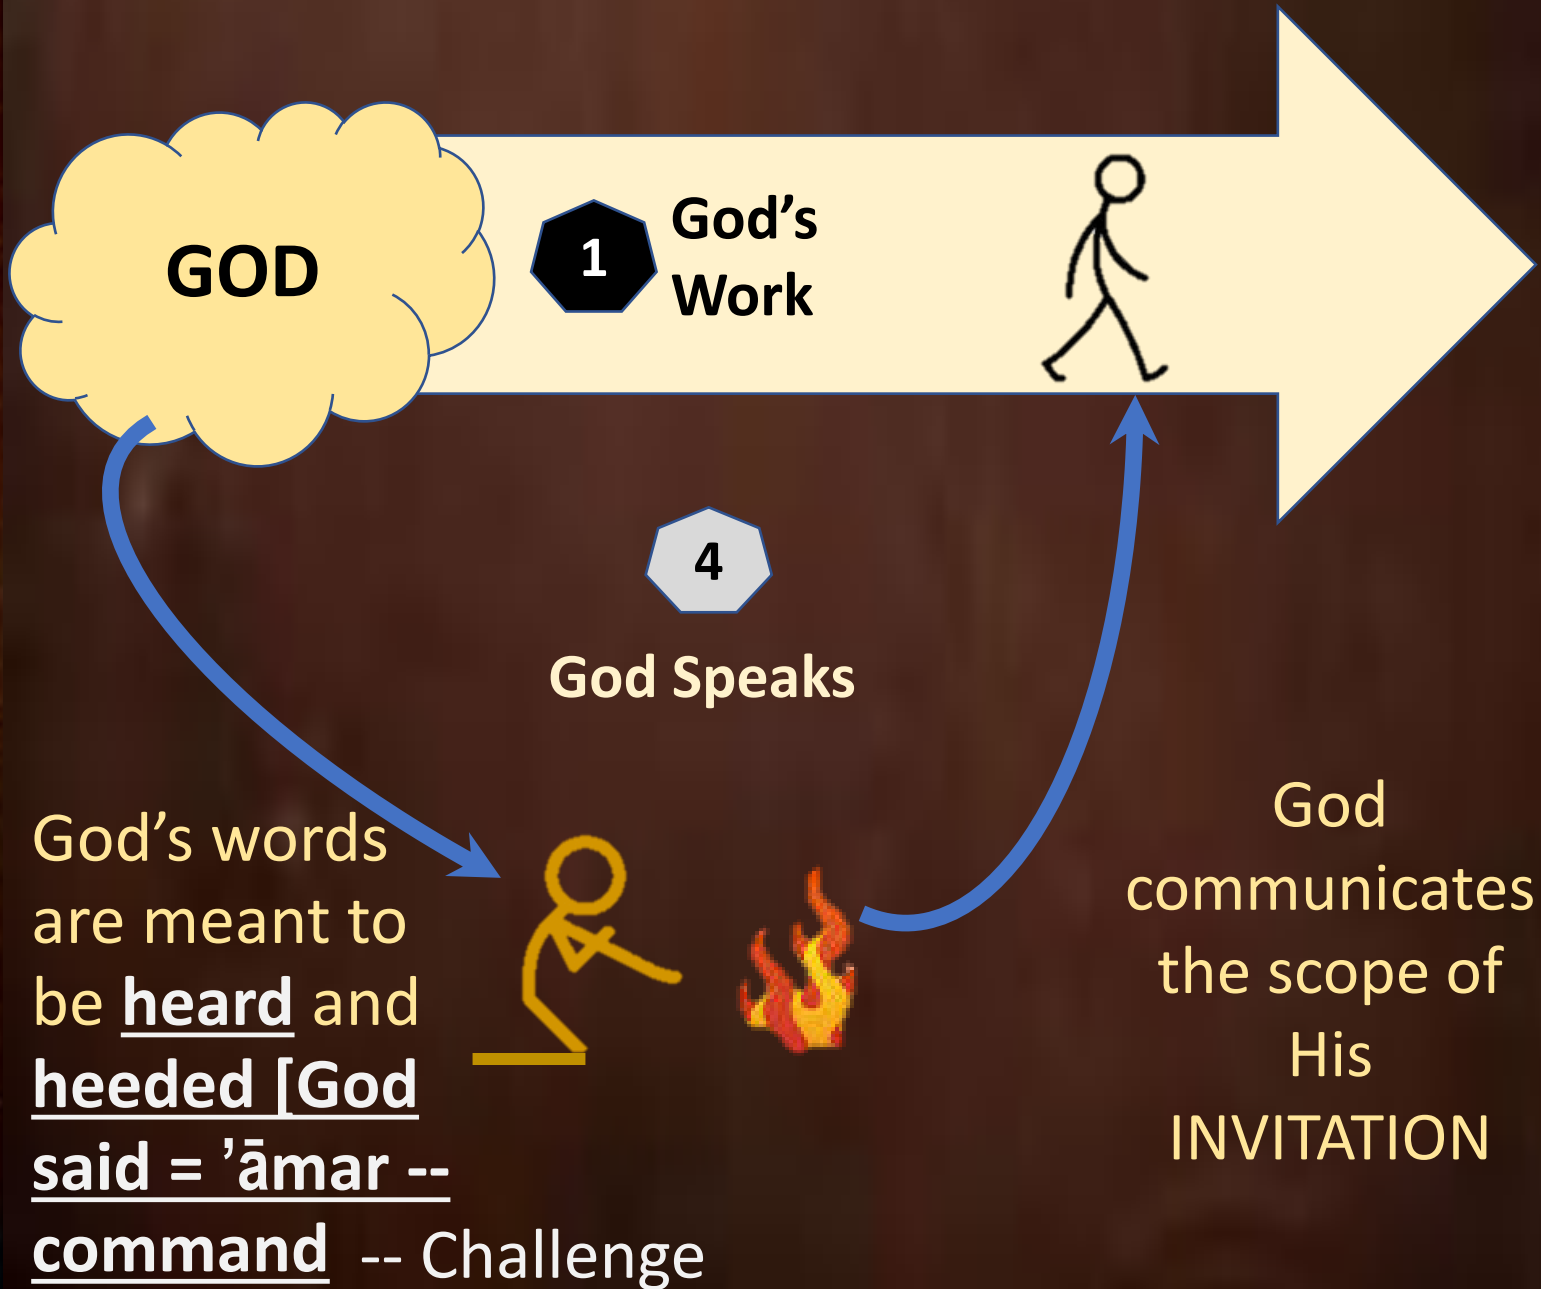 GOD
1
God’s
Work
4
God Speaks
God’s words
are meant to
be heard and
heeded [God
said = ’āmar --
command -- Challenge
God
communicates
the scope of
His
INVITATION